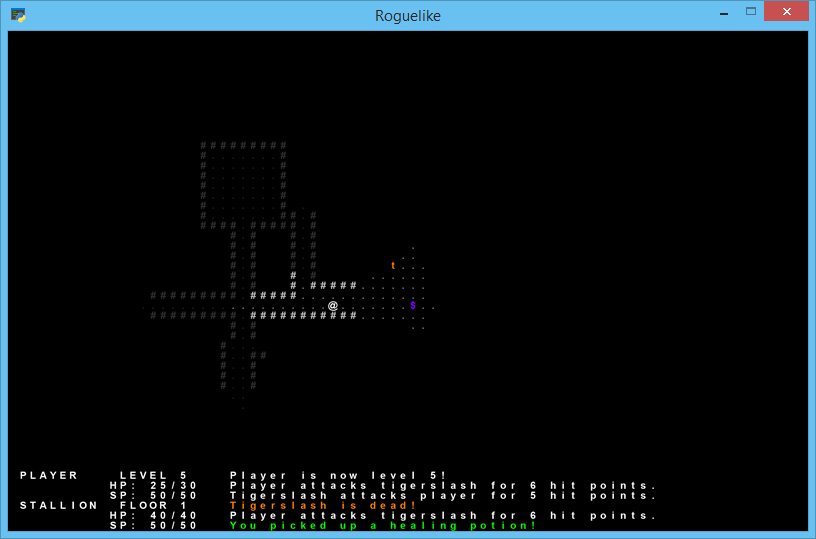 Roguelike
PLAYER LEVEL 5 Player is now level 5!
HP: 25/30 Player attacks tigerslash for 6 hit points.
SP: 50/50 Tigerslash attacks player for 5 hit points.
STALLION FLOOR 1 Tigerslash is dead!
HP: 40/40 Player attacks tigerslash for 6 hit points.
SP: 50/50 You picked up a healing potion!